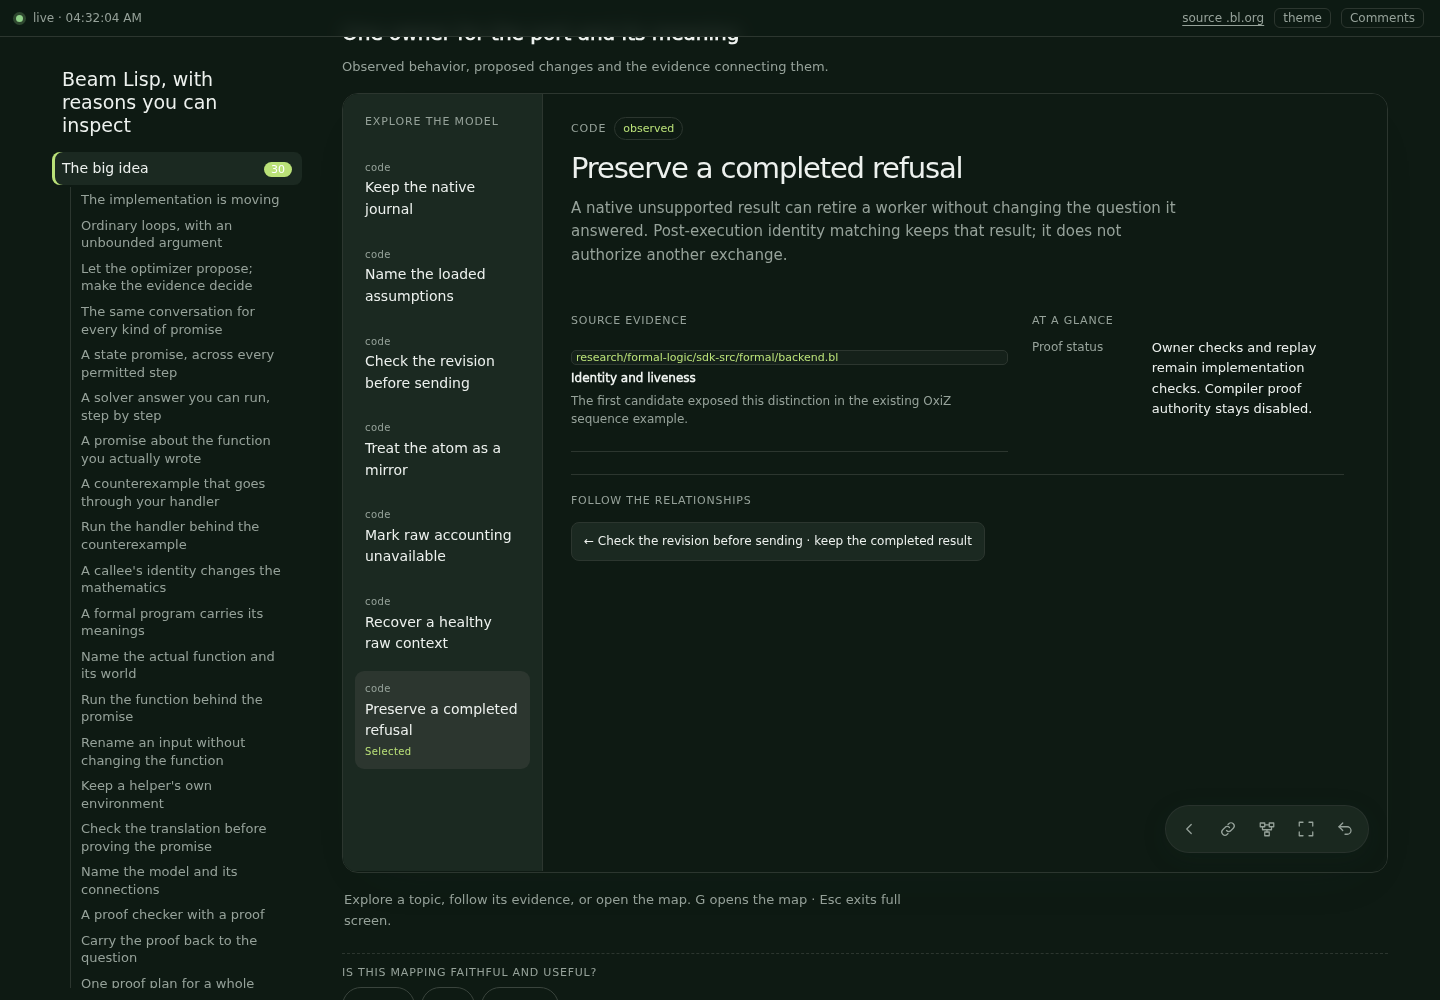 live · 04:32:04 AM
source .bl.org
theme
Comments
Beam Lisp, with
reasons you can
inspect
The big idea
30
The implementation is moving
Ordinary loops, with an
unbounded argument
Let the optimizer propose;
make the evidence decide
The same conversation for
every kind of promise
A state promise, across every
permitted step
A solver answer you can run,
step by step
A promise about the function
you actually wrote
A counterexample that goes
through your handler
Run the handler behind the
counterexample
A callee's identity changes the
mathematics
A formal program carries its
meanings
Name the actual function and
its world
Run the function behind the
promise
Rename an input without
changing the function
Keep a helper's own
environment
Check the translation before
proving the promise
Name the model and its
connections
A proof checker with a proof
Carry the proof back to the
question
One proof plan for a whole
One owner for the port and its meaning
Observed behavior, proposed changes and the evidence connecting them.
EXPLORE THE MODEL
code
Keep the native
journal
code
Name the loaded
assumptions
code
Check the revision
before sending
code
Treat the atom as a
mirror
code
Mark raw accounting
unavailable
code
Recover a healthy
raw context
code
Preserve a completed
refusal
Selected
CODE
observed
Preserve a completed refusal
A native unsupported result can retire a worker without changing the question it
answered. Post-execution identity matching keeps that result; it does not
authorize another exchange.
SOURCE EVIDENCE
research/formal-logic/sdk-src/formal/backend.bl
Identity and liveness
The first candidate exposed this distinction in the existing OxiZ
sequence example.
AT A GLANCE
Proof status
Owner checks and replay
remain implementation
checks. Compiler proof
authority stays disabled.
FOLLOW THE RELATIONSHIPS
← Check the revision before sending · keep the completed result
Explore a topic, follow its evidence, or open the map. G opens the map · Esc exits full
screen.
IS THIS MAPPING FAITHFUL AND USEFUL?